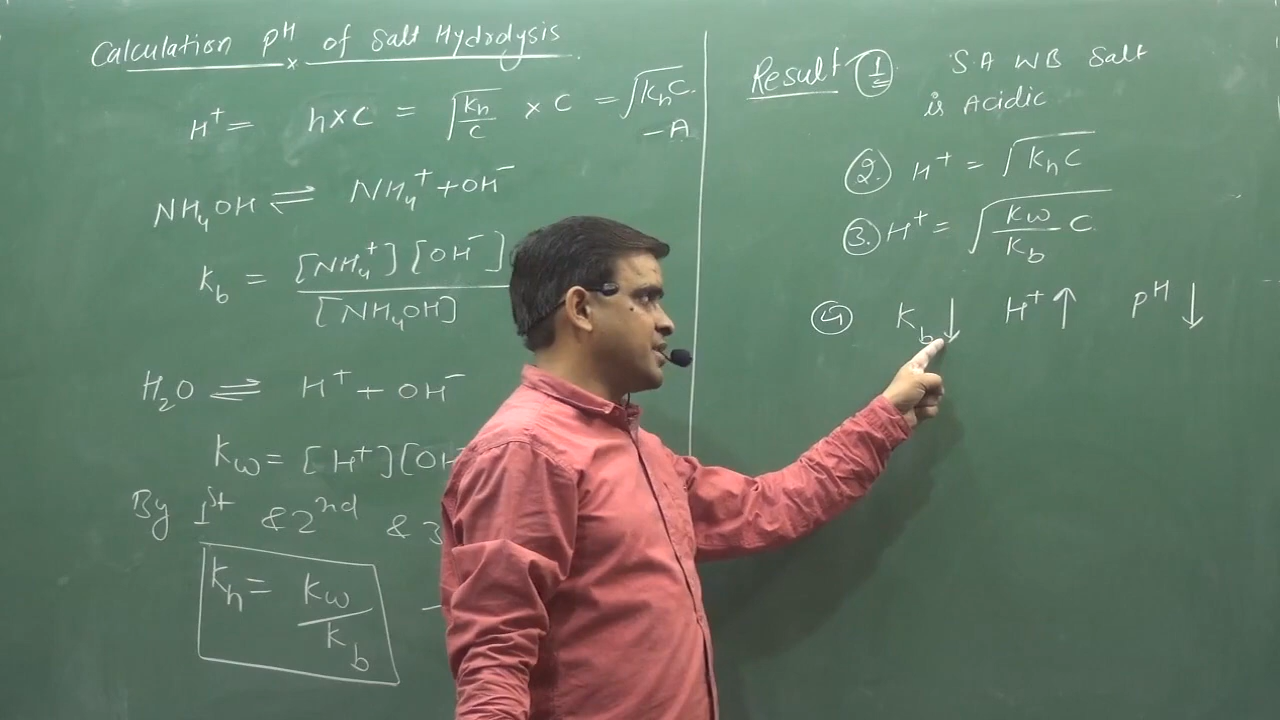 Calculation pH of Salt Hydrolysis
H⁺ = h×C = √(Kh/C) × C = √KhC
– A
NH₄OH ⇌ NH₄⁺ + OH⁻
Kb = [NH₄⁺][OH⁻] / [NH₄OH]
H₂O ⇌ H⁺ + OH⁻
Kw = [H⁺][OH
By 1st & 2nd & 3
Kh = Kw / Kb –
Result ① S.A WB Salt
is Acidic
②. H⁺ = √KhC
③. H⁺ = √(Kw/Kb C)
④ Kb ↓ H⁺ ↑ pH ↓